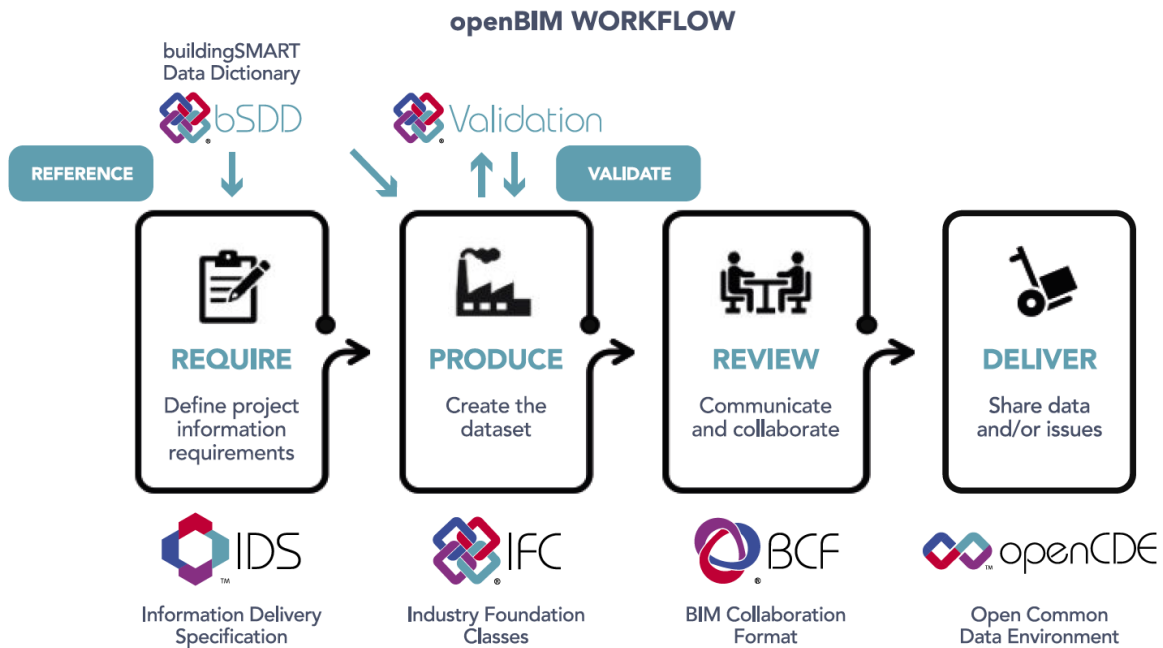 openBIM WORKFLOW
buildingSMART
Data Dictionary
bSDD
®
Validation
®
REFERENCE
VALIDATE
REQUIRE
Define project
information
requirements
PRODUCE
Create the
dataset
REVIEW
Communicate
and collaborate
DELIVER
Share data
and/or issues
IDS
TM
Information Delivery
Specification
IFC
®
Industry Foundation
Classes
BCF
®
BIM Collaboration
Format
openCDE
TM
Open Common
Data Environment